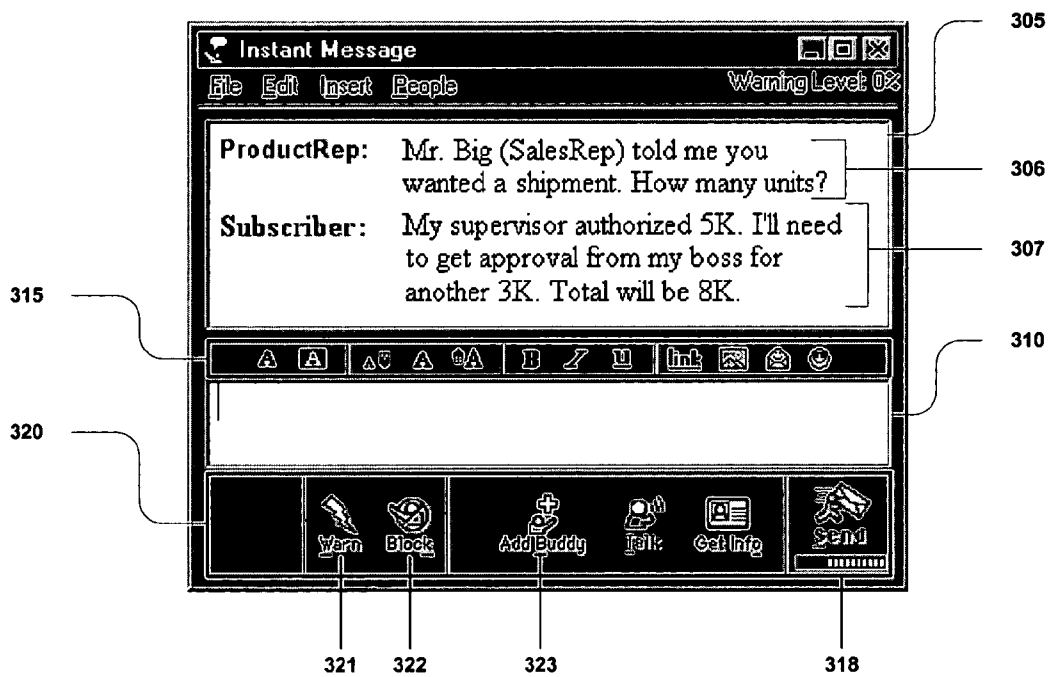 305
Instant Message
File Edit Insert People Warning Level: 0%
ProductRep: Mr. Big (SalesRep) told me you
wanted a shipment. How many units?
306
Subscriber: My supervisor authorized 5K. I'll need
to get approval from my boss for
another 3K. Total will be 8K.
307
315
A A A A A B I U link
310
320
Warn Block Add Buddy Talk Get Info Send
321 322 323 318